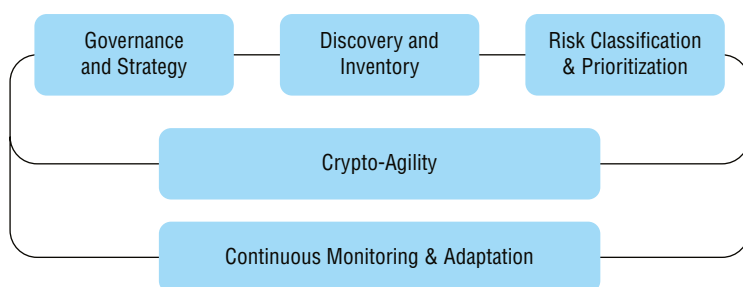 Governance
and Strategy
Discovery and
Inventory
Risk Classification
& Prioritization
Crypto-Agility
Continuous Monitoring & Adaptation